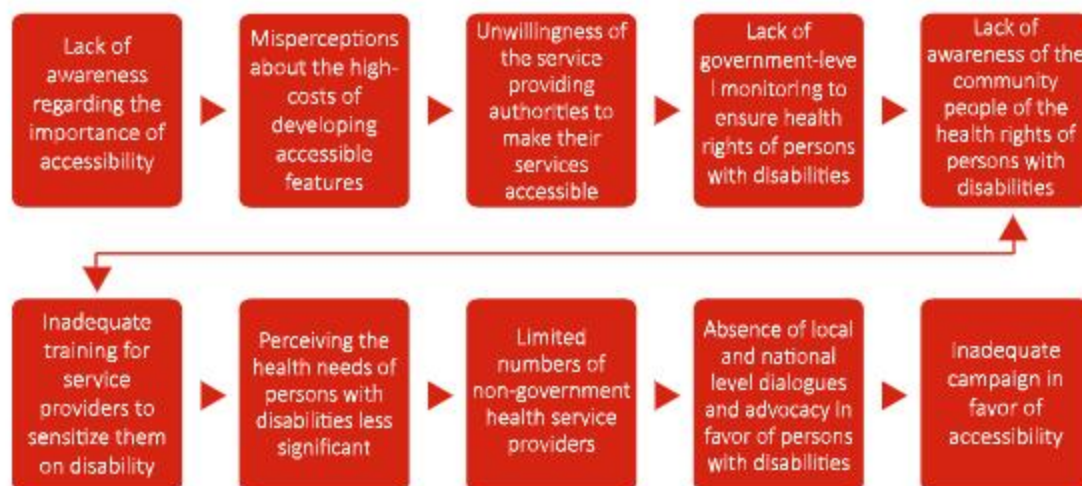 Lack of
awareness
regarding the
importance of
accessibility
Misperceptions
about the high-
costs of
developing
accessible
features
Unwillingness of
the service
providing
authorities to
make their
services
accessible
Lack of
government-leve
l monitoring to
ensure health
rights of persons
with disabilities
Lack of
awareness of the
community
people of the
health rights of
persons with
disabilities
Inadequate
training for
service
providers to
sensitize them
on disability
Perceiving the
health needs of
persons with
disabilities less
significant
Limited
numbers of
non-government
health service
providers
Absence of local
and national
level dialogues
and advocacy in
favor of persons
with disabilities
Inadequate
campaign in
favor of
accessibility